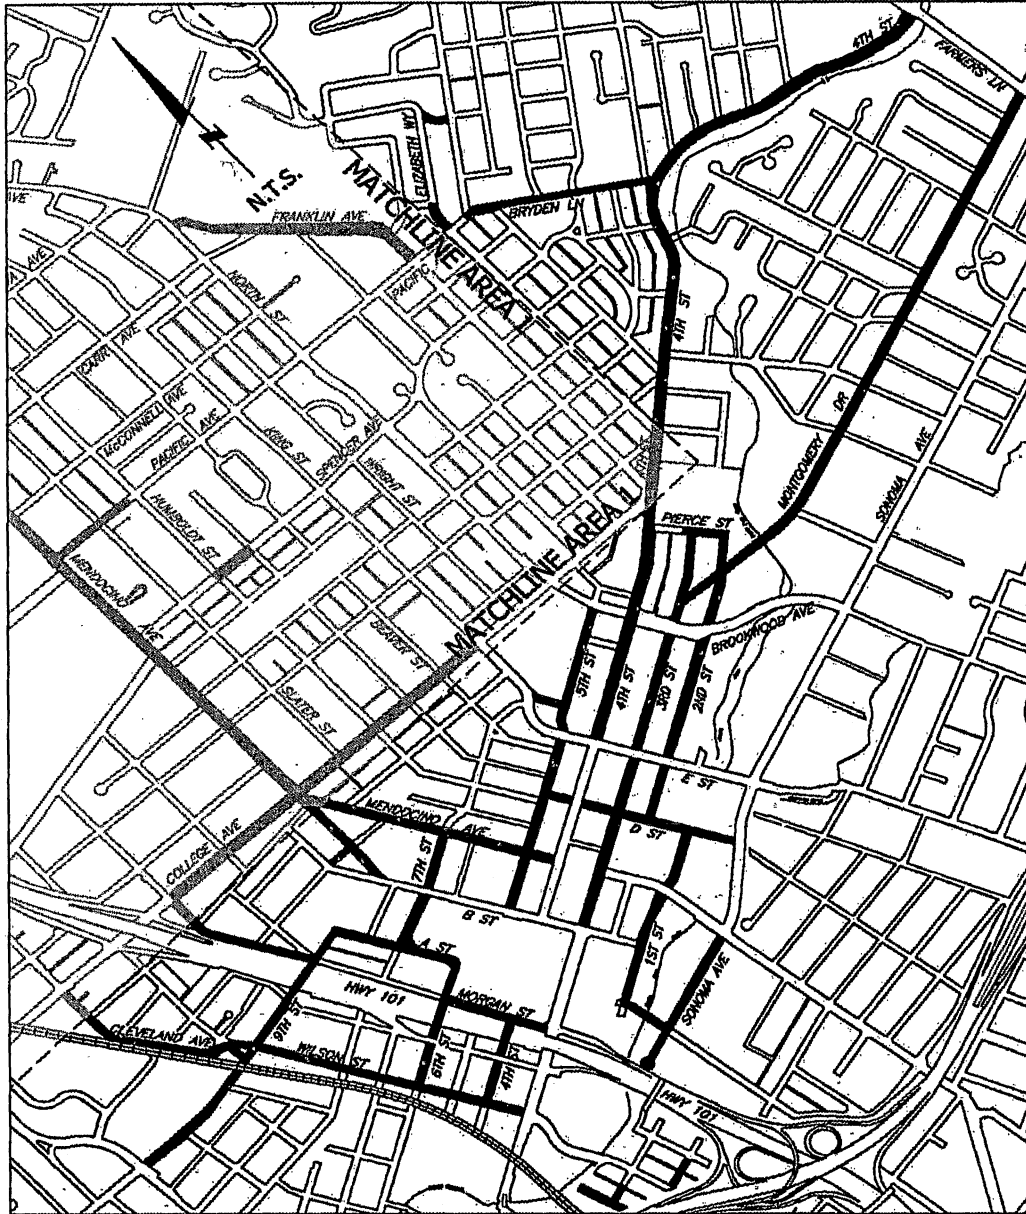 4TH ST
FARMERS LN
ELIZABETH WY
N
N.T.S.
MATCHLINE AREA 1
FRANKLIN AVE
BRYDEN LN
AVE
AVE
NORTH ST
PACIFIC
CARR AVE
4TH ST
McCONNELL AVE
PACIFIC AVE
KING ST
SPENCER AVE
WRIGHT ST
HUMBOLDT ST
MONTGOMERY DR
SONOMA AVE
MATCHLINE AREA 1
PIERCE ST
MENDOCINO AVE
BEAVER ST
BROOKWOOD AVE
5TH ST
4TH ST
3RD ST
2ND ST
SLATER ST
E ST
MENDOCINO AVE
D ST
COLLEGE AVE
7TH ST
B ST
A ST
1ST ST
SONOMA AVE
HWY 101
MORGAN ST
9TH ST
CLEVELAND AVE
WILSON ST
6TH ST
4TH ST
HWY 101